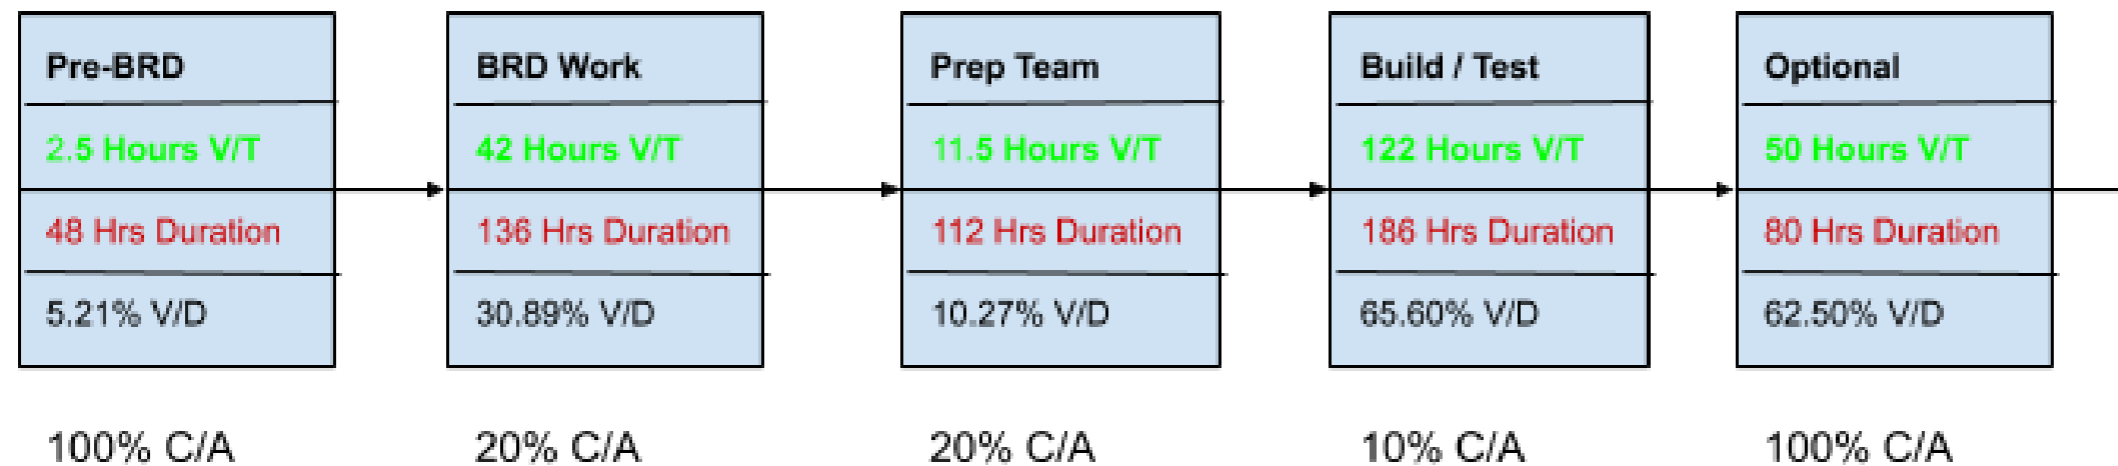 Pre-BRD
2.5 Hours V/T
48 Hrs Duration
5.21% V/D
100% C/A
BRD Work
42 Hours V/T
136 Hrs Duration
30.89% V/D
20% C/A
Prep Team
11.5 Hours V/T
112 Hrs Duration
10.27% V/D
20% C/A
Build / Test
122 Hours V/T
186 Hrs Duration
65.60% V/D
10% C/A
Optional
50 Hours V/T
80 Hrs Duration
62.50% V/D
100% C/A